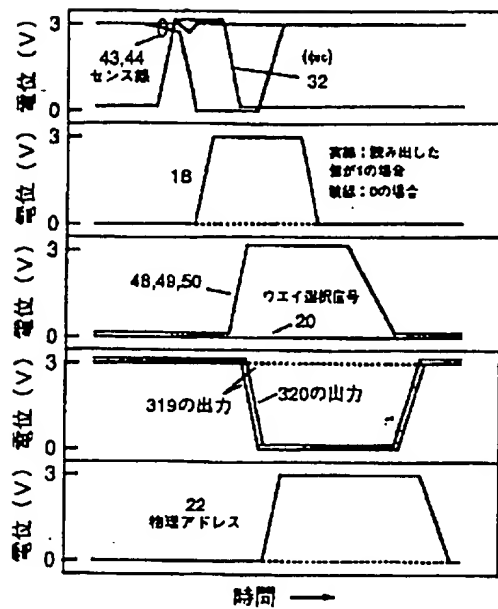 電位（V）
3
0
43,44
センス線
32
電位（V）
3
0
18
実線：読み出した
値が1の場合
破線：0の場合
電位（V）
3
0
48,49,50
ウエイ選択信号
20
電位（V）
3
0
319の出力
320の出力
電位（V）
3
0
22
物理アドレス
時間